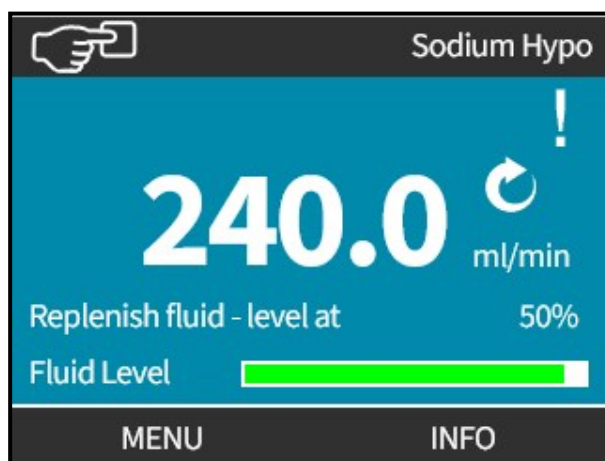 Sodium Hypo
!
240.0
ml/min
Replenish fluid - level at 50%
Fluid Level
MENU INFO